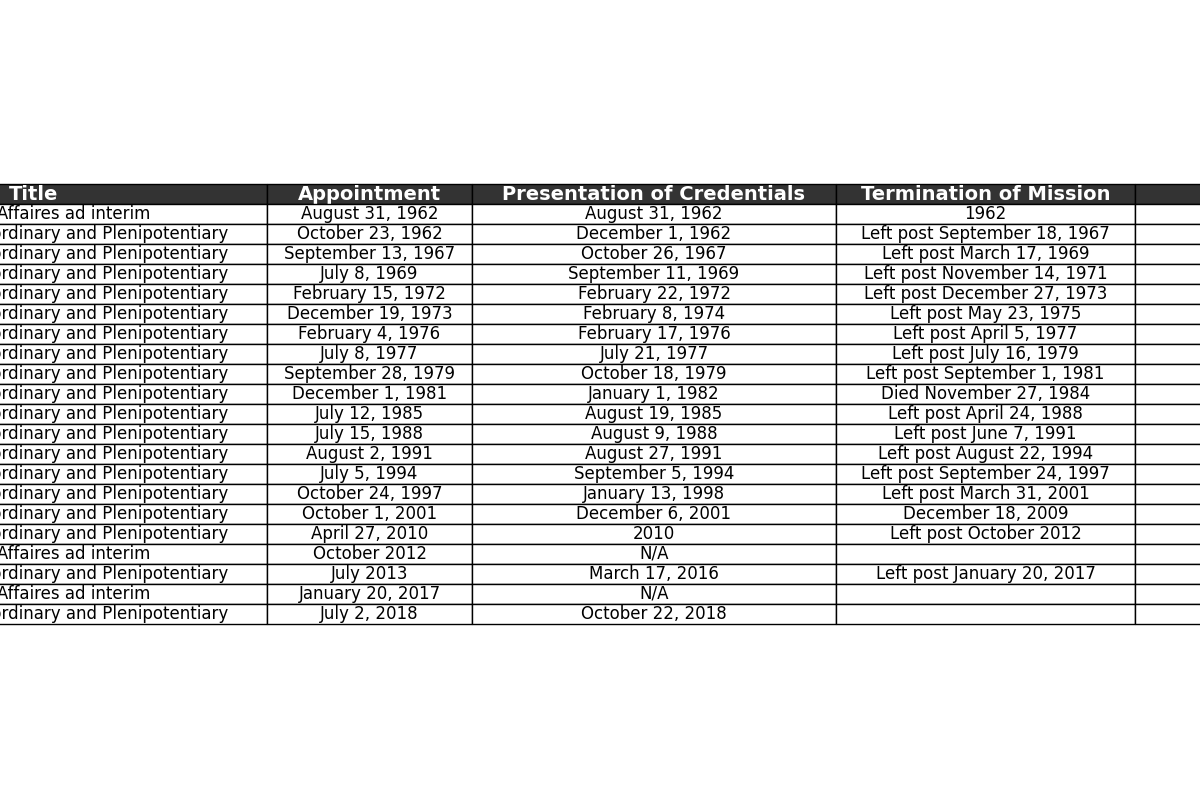 Title Appointment Presentation of Credentials Termination of Mission
Affaires ad interim August 31, 1962 August 31, 1962 1962
ordinary and Plenipotentiary October 23, 1962 December 1, 1962 Left post September 18, 1967
ordinary and Plenipotentiary September 13, 1967 October 26, 1967 Left post March 17, 1969
ordinary and Plenipotentiary July 8, 1969 September 11, 1969 Left post November 14, 1971
ordinary and Plenipotentiary February 15, 1972 February 22, 1972 Left post December 27, 1973
ordinary and Plenipotentiary December 19, 1973 February 8, 1974 Left post May 23, 1975
ordinary and Plenipotentiary February 4, 1976 February 17, 1976 Left post April 5, 1977
ordinary and Plenipotentiary July 8, 1977 July 21, 1977 Left post July 16, 1979
ordinary and Plenipotentiary September 28, 1979 October 18, 1979 Left post September 1, 1981
ordinary and Plenipotentiary December 1, 1981 January 1, 1982 Died November 27, 1984
ordinary and Plenipotentiary July 12, 1985 August 19, 1985 Left post April 24, 1988
ordinary and Plenipotentiary July 15, 1988 August 9, 1988 Left post June 7, 1991
ordinary and Plenipotentiary August 2, 1991 August 27, 1991 Left post August 22, 1994
ordinary and Plenipotentiary July 5, 1994 September 5, 1994 Left post September 24, 1997
ordinary and Plenipotentiary October 24, 1997 January 13, 1998 Left post March 31, 2001
ordinary and Plenipotentiary October 1, 2001 December 6, 2001 December 18, 2009
ordinary and Plenipotentiary April 27, 2010 2010 Left post October 2012
Affaires ad interim October 2012 N/A
ordinary and Plenipotentiary July 2013 March 17, 2016 Left post January 20, 2017
Affaires ad interim January 20, 2017 N/A
ordinary and Plenipotentiary July 2, 2018 October 22, 2018